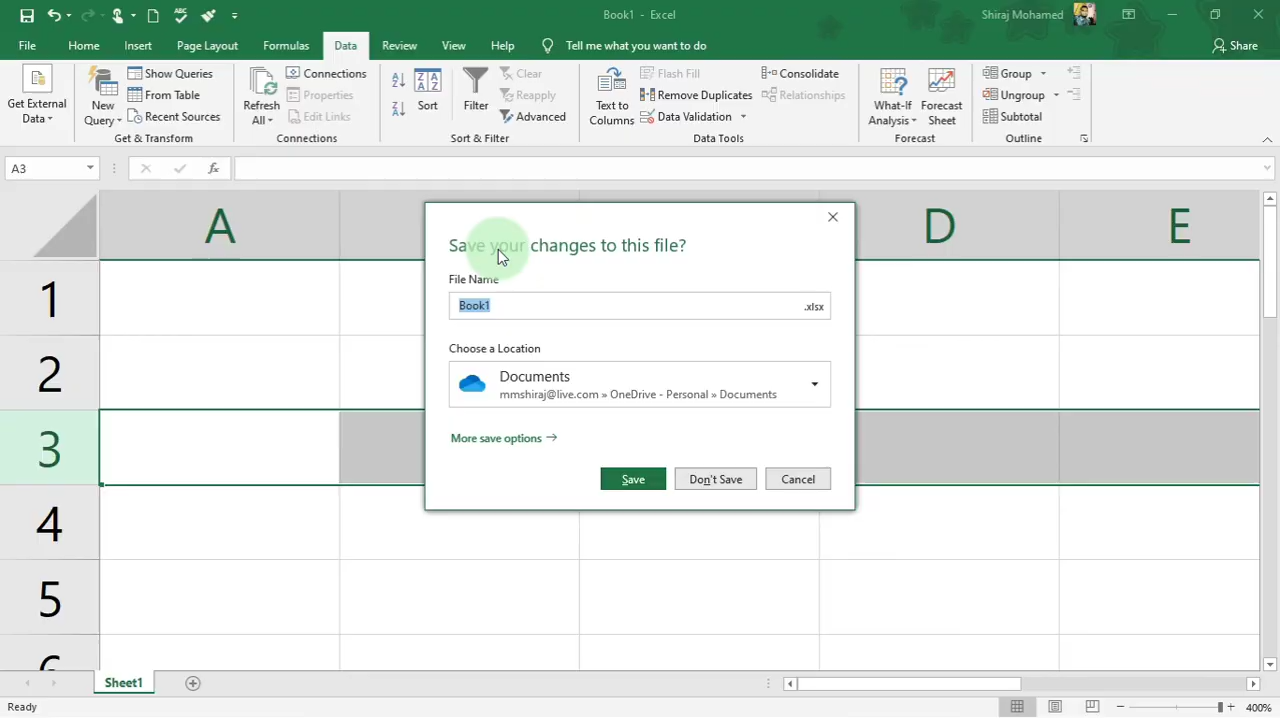 Book1 - Excel
Shiraj Mohamed
File Home Insert Page Layout Formulas Data Review View Help Tell me what you want to do Share
Get External Data
New Query
Show Queries
From Table
Recent Sources
Get & Transform
Refresh All
Connections
Properties
Edit Links
Connections
Sort
Filter
Clear
Reapply
Advanced
Sort & Filter
Text to Columns
Flash Fill
Remove Duplicates
Data Validation
Consolidate
Relationships
Data Tools
What-If Analysis
Forecast Sheet
Forecast
Group
Ungroup
Subtotal
Outline
A3
fx
A D E
1
2
3
4
5
6
Save your changes to this file?
File Name
Book1 .xlsx
Choose a Location
Documents
mmshiraj@live.com » OneDrive - Personal » Documents
More save options
Save Don't Save Cancel
Sheet1
Ready
400%